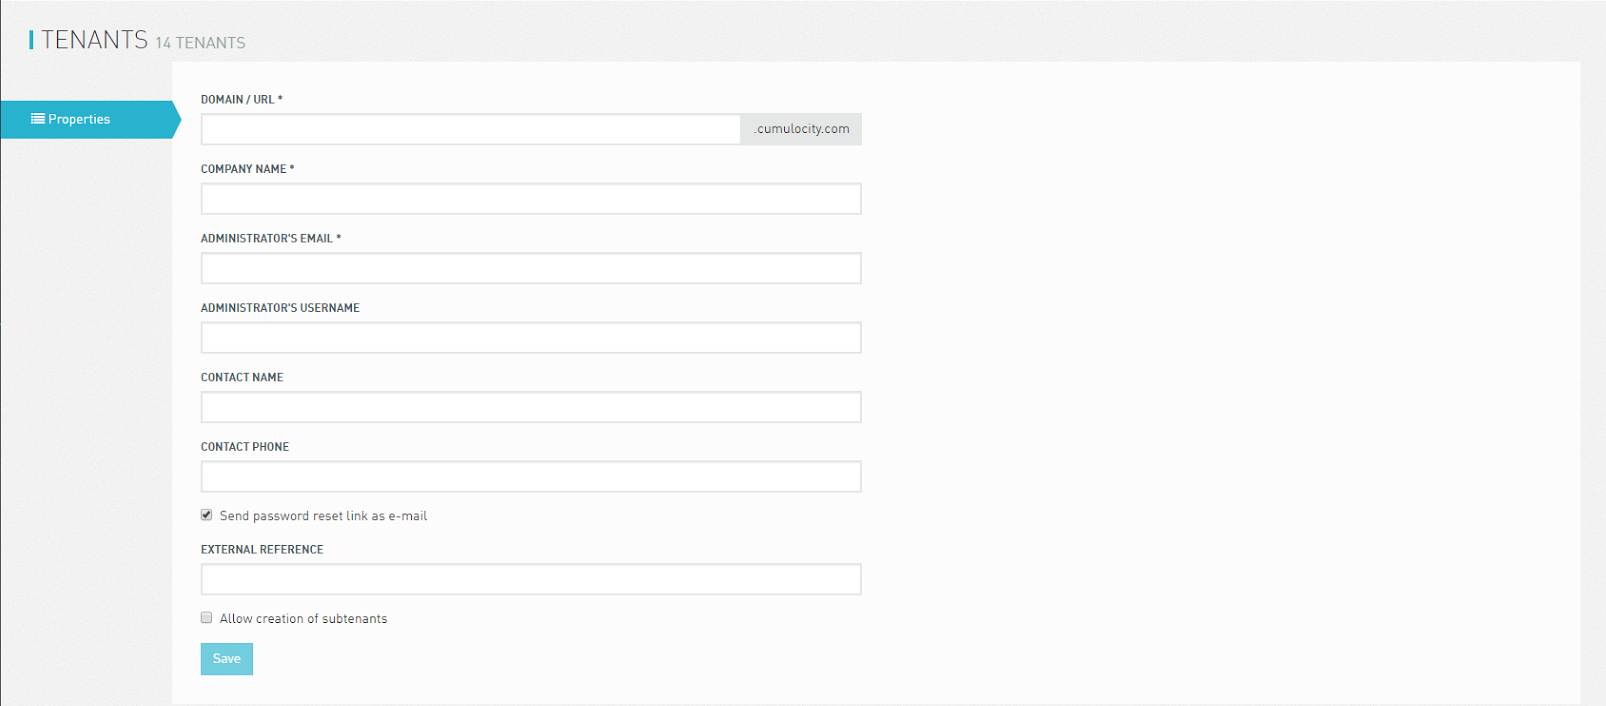 TENANTS 14 TENANTS
Properties
DOMAIN / URL *
.cumulocity.com
COMPANY NAME *
ADMINISTRATOR'S EMAIL *
ADMINISTRATOR'S USERNAME
CONTACT NAME
CONTACT PHONE
Send password reset link as e-mail
EXTERNAL REFERENCE
Allow creation of subtenants
Save